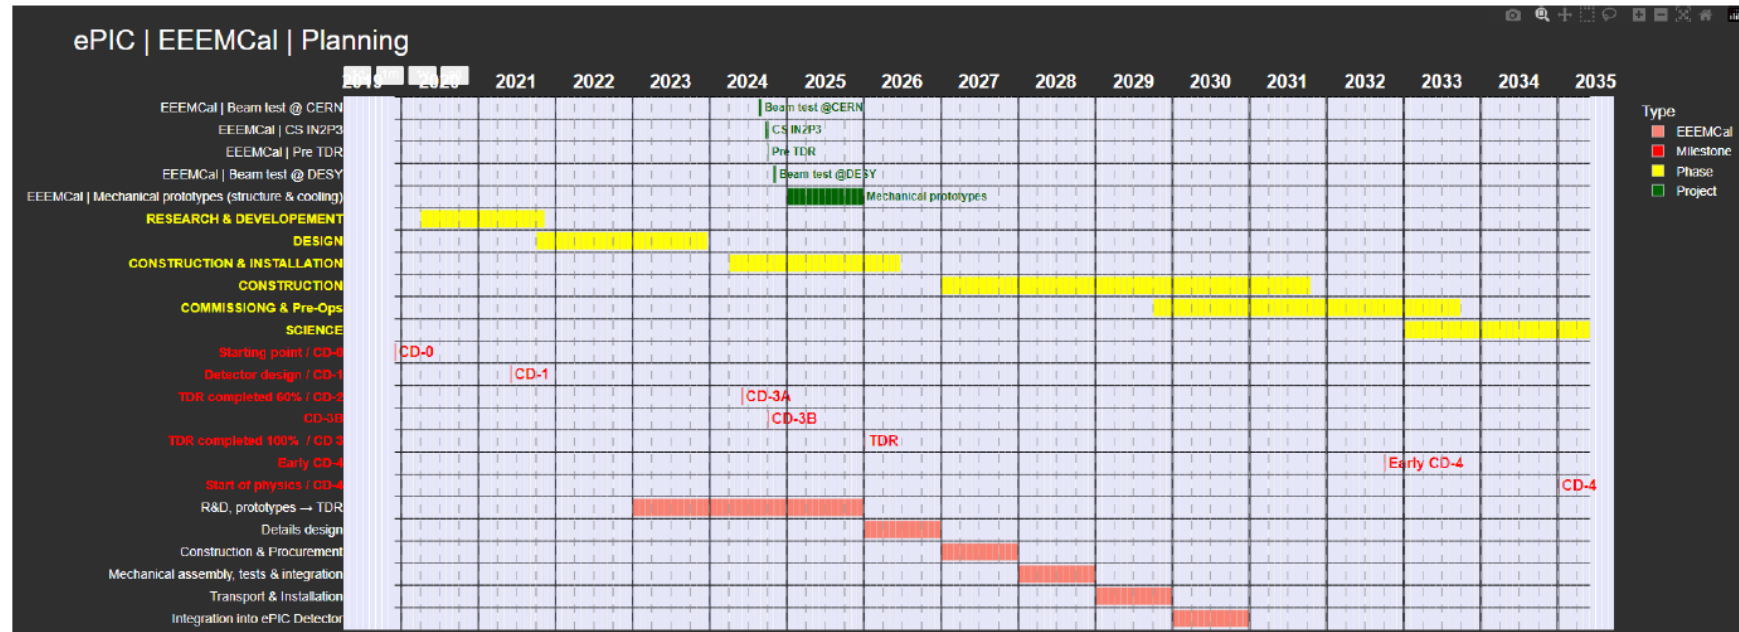 ePIC | EEEMCal | Planning
2019 2020 2021 2022 2023 2024 2025 2026 2027 2028 2029 2030 2031 2032 2033 2034 2035
EEEMCal | Beam test @ CERN Beam test @CERN
EEEMCal | CS IN2P3 CS IN2P3
EEEMCal | Pre TDR Pre TDR
EEEMCal | Beam test @ DESY Beam test @DESY
EEEMCal | Mechanical prototypes (structure & cooling) Mechanical prototypes
RESEARCH & DEVELOPEMENT
DESIGN
CONSTRUCTION & INSTALLATION
CONSTRUCTION
COMMISSIONG & Pre-Ops
SCIENCE
Starting point / CD-0 CD-0
Detector design / CD-1 CD-1
TDR completed 60% / CD-2 CD-3A
CD-3B CD-3B
TDR completed 100% / CD 3 TDR
Early CD-4 Early CD-4
Start of physics / CD-4 CD-4
R&D, prototypes → TDR
Details design
Construction & Procurement
Mechanical assembly, tests & integration
Transport & Installation
Integration into ePIC Detector
Type
EEEMCal
Milestone
Phase
Project